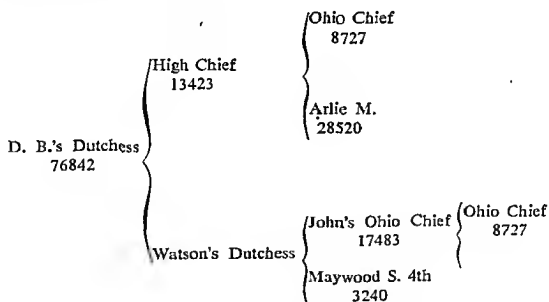 Ohio Chief
8727
High Chief
13423
Arlie M.
28520
D. B.'s Dutchess
76842
John's Ohio Chief
17483
Ohio Chief
8727
Watson's Dutchess
Maywood S. 4th
3240